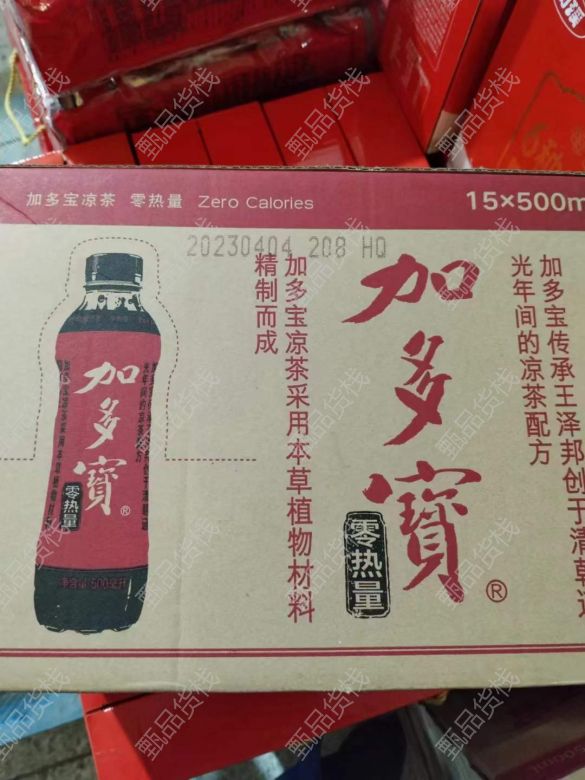 加多宝凉茶 零热量 Zero Calories
15×500m
20230404 208 HQ
加多宝传承王泽邦创于清乾
光年间的凉茶配方
加多寶
零热量
®
加多宝凉茶采用本草植物材料
精制而成
加多寶
零热量
®
甄品货栈